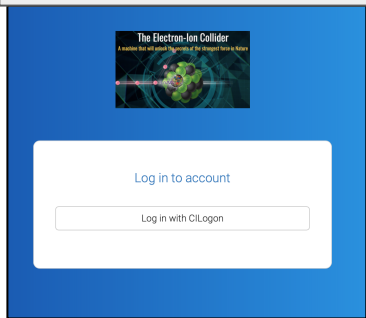 The Electron-Ion Collider
A machine that will unlock the secrets of the strongest force in Nature
Log in to account
Log in with CILogon